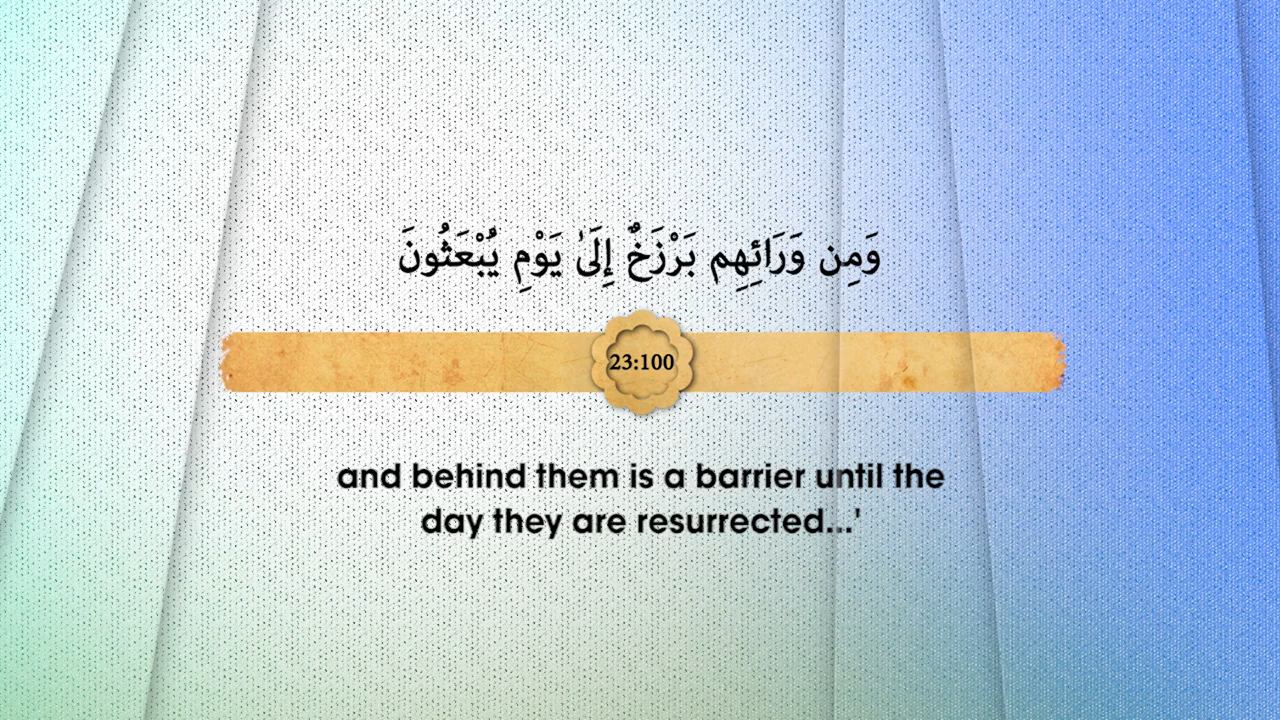 وَمِن وَرَائِهِم بَرْزَخٌ إِلَىٰ يَوْمِ يُبْعَثُونَ
23:100
and behind them is a barrier until the
day they are resurrected...'